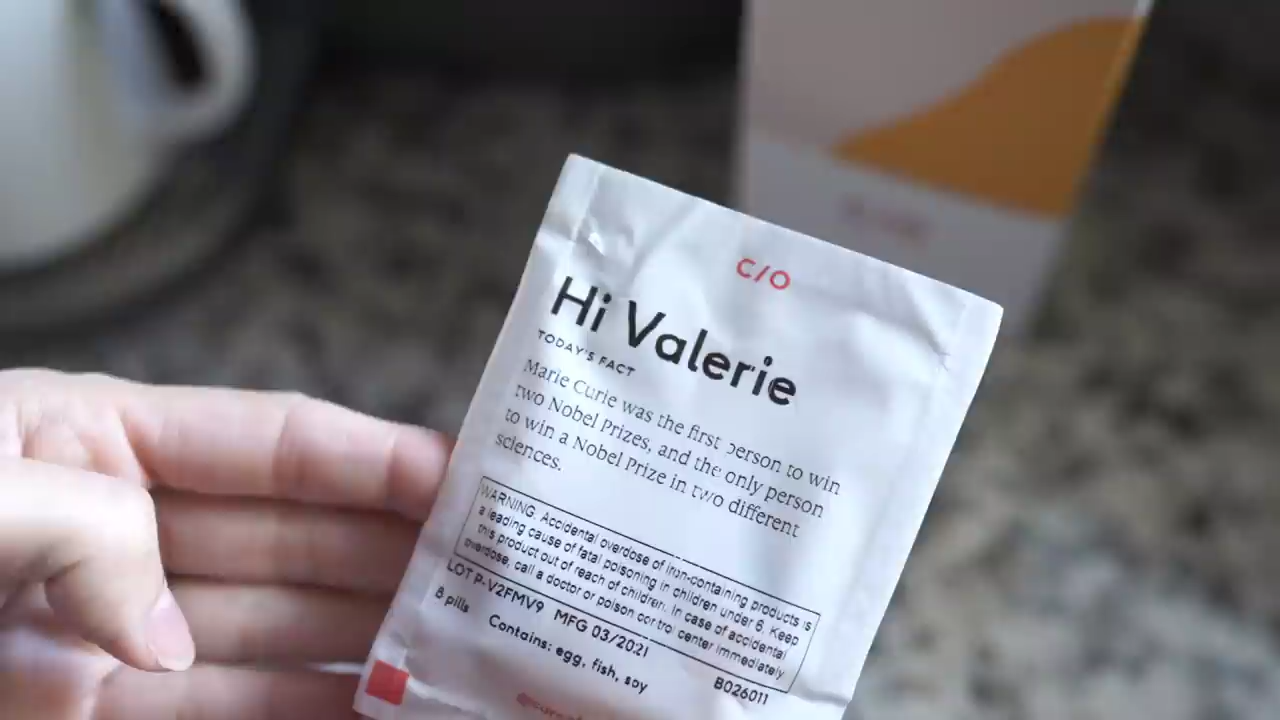 C/O
Hi Valerie
TODAY'S FACT
Marie Curie was the first person to win
two Nobel Prizes, and the only person
to win a Nobel Prize in two different
sciences.
WARNING. Accidental overdose of iron-containing products is
a leading cause of fatal poisoning in children under 6. Keep
this product out of reach of children. In case of accidental
overdose, call a doctor or poison control center immediately.
LOT P-V2FMV9 MFG 03/2021 B026011
8 pills Contains: egg, fish, soy